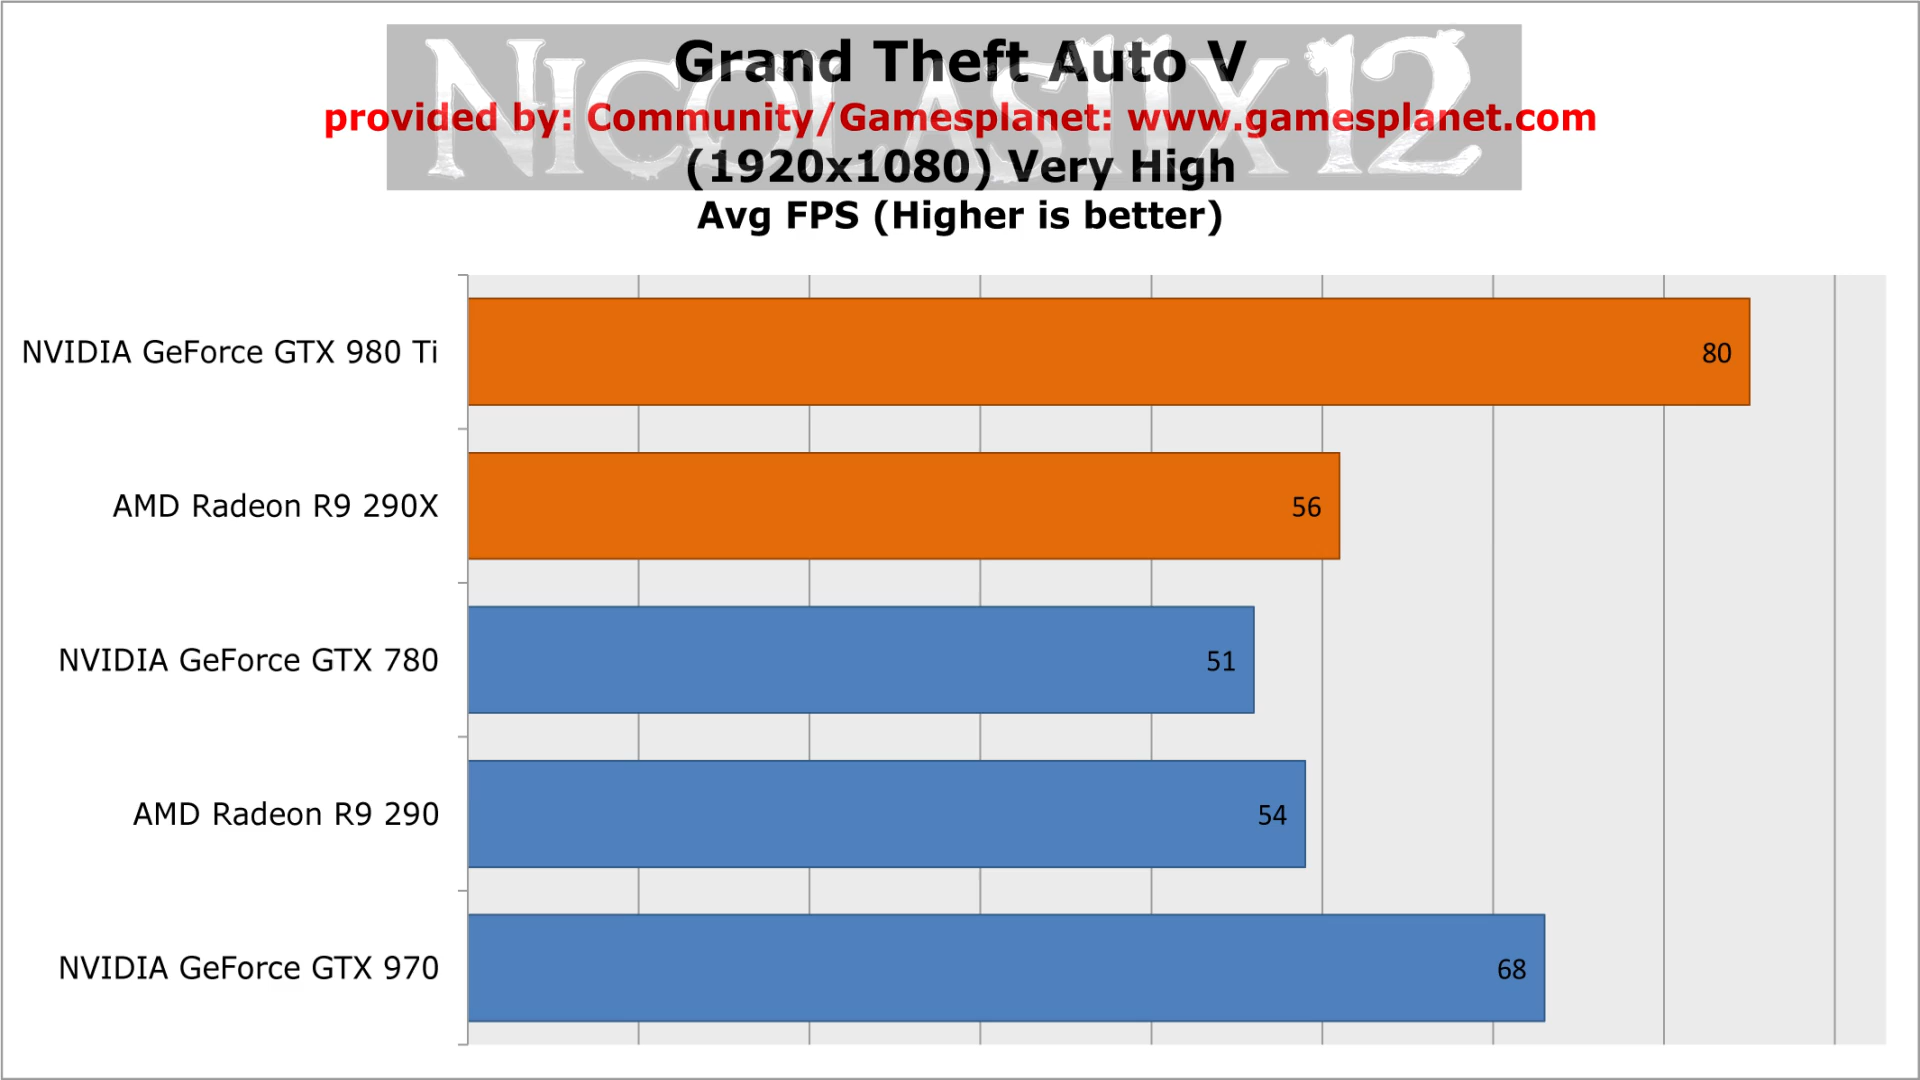 NICOLAS11X12
Grand Theft Auto V
provided by: Community/Gamesplanet: www.gamesplanet.com
(1920x1080) Very High
Avg FPS (Higher is better)
NVIDIA GeForce GTX 980 Ti
80
AMD Radeon R9 290X
56
NVIDIA GeForce GTX 780
51
AMD Radeon R9 290
54
NVIDIA GeForce GTX 970
68